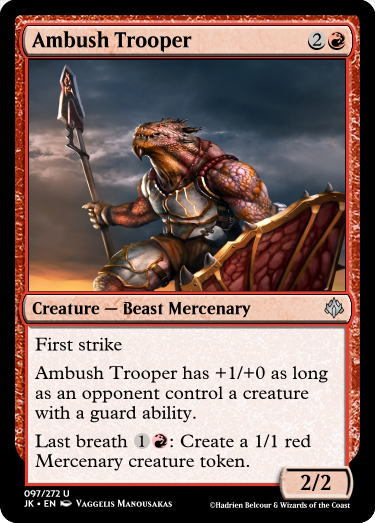 Ambush Trooper 2
Creature — Beast Mercenary
First strike
Ambush Trooper has +1/+0 as long
as an opponent control a creature
with a guard ability.
Last breath 1 : Create a 1/1 red
Mercenary creature token.
2/2
097/272 U
JK • EN Vaggelis Manousakas
©Hadrien Belcour & Wizards of the Coast